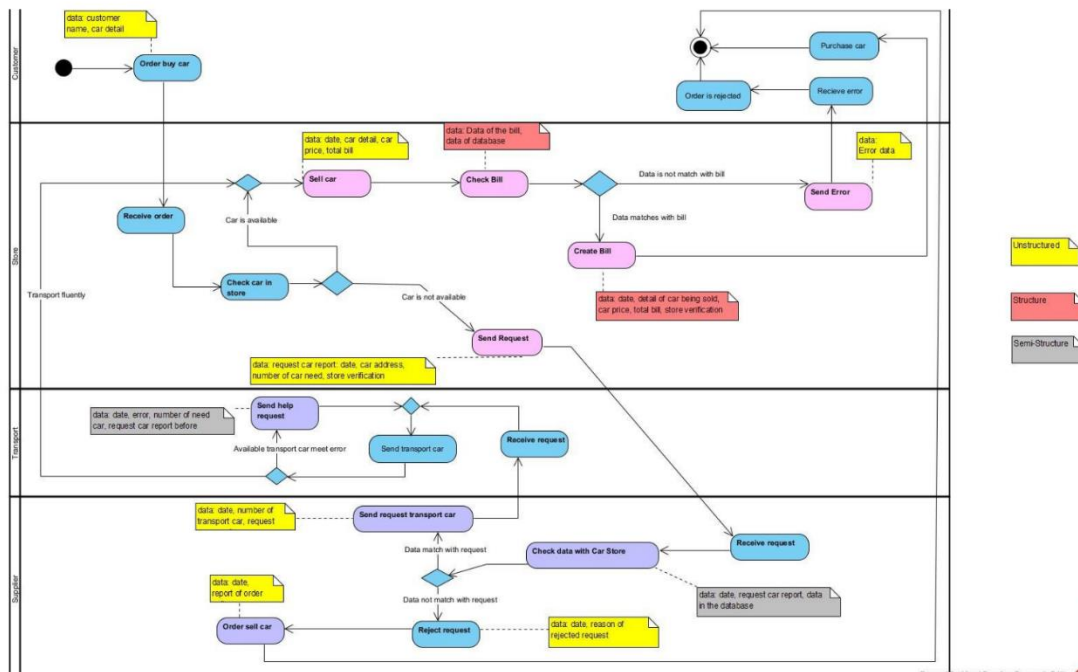 Customer
data: customer
name, car detail
Order buy car
Purchase car
Order is rejected
Recieve error
Store
data: date, car detail, car
price, total bill
data: Data of the bill,
data of database
data:
Error data
Sell car
Check Bill
Data is not match with bill
Send Error
Receive order
Car is available
Data matches with bill
Create Bill
Check car in
store
Transport fluently
Car is not available
data: date, detail of car being sold,
car price, total bill, store verification
Send Request
data: request car report: date, car address,
number of car need, store verification
Unstructured
Structure
Semi-Structure
Transport
data: date, error, number of need
car, request car report before
Send help
request
Available transport car meet error
Send transport car
Receive request
Supplier
data: date, number of
transport car, request
Send request transport car
Data match with request
Check data with Car Store
Receive request
Data not match with request
data: date, request car report, data
in the database
data: date,
report of order
Order sell car
Reject request
data: date, reason of
rejected request